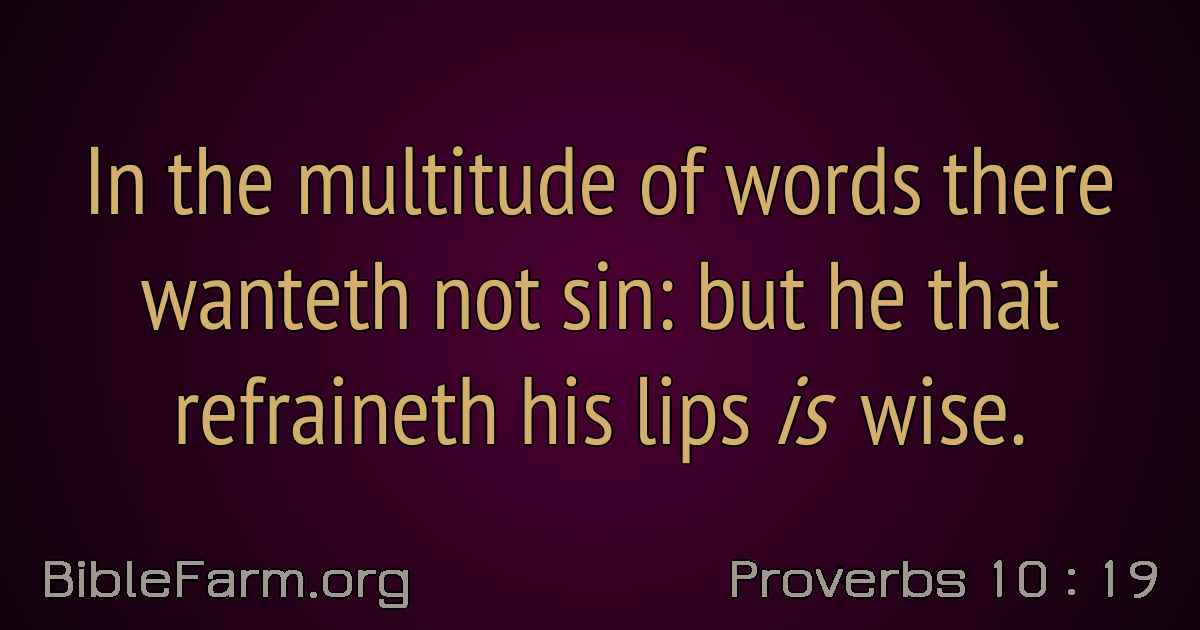 In the multitude of words there
wanteth not sin: but he that
refraineth his lips is wise.
BibleFarm.org
Proverbs 10 : 19